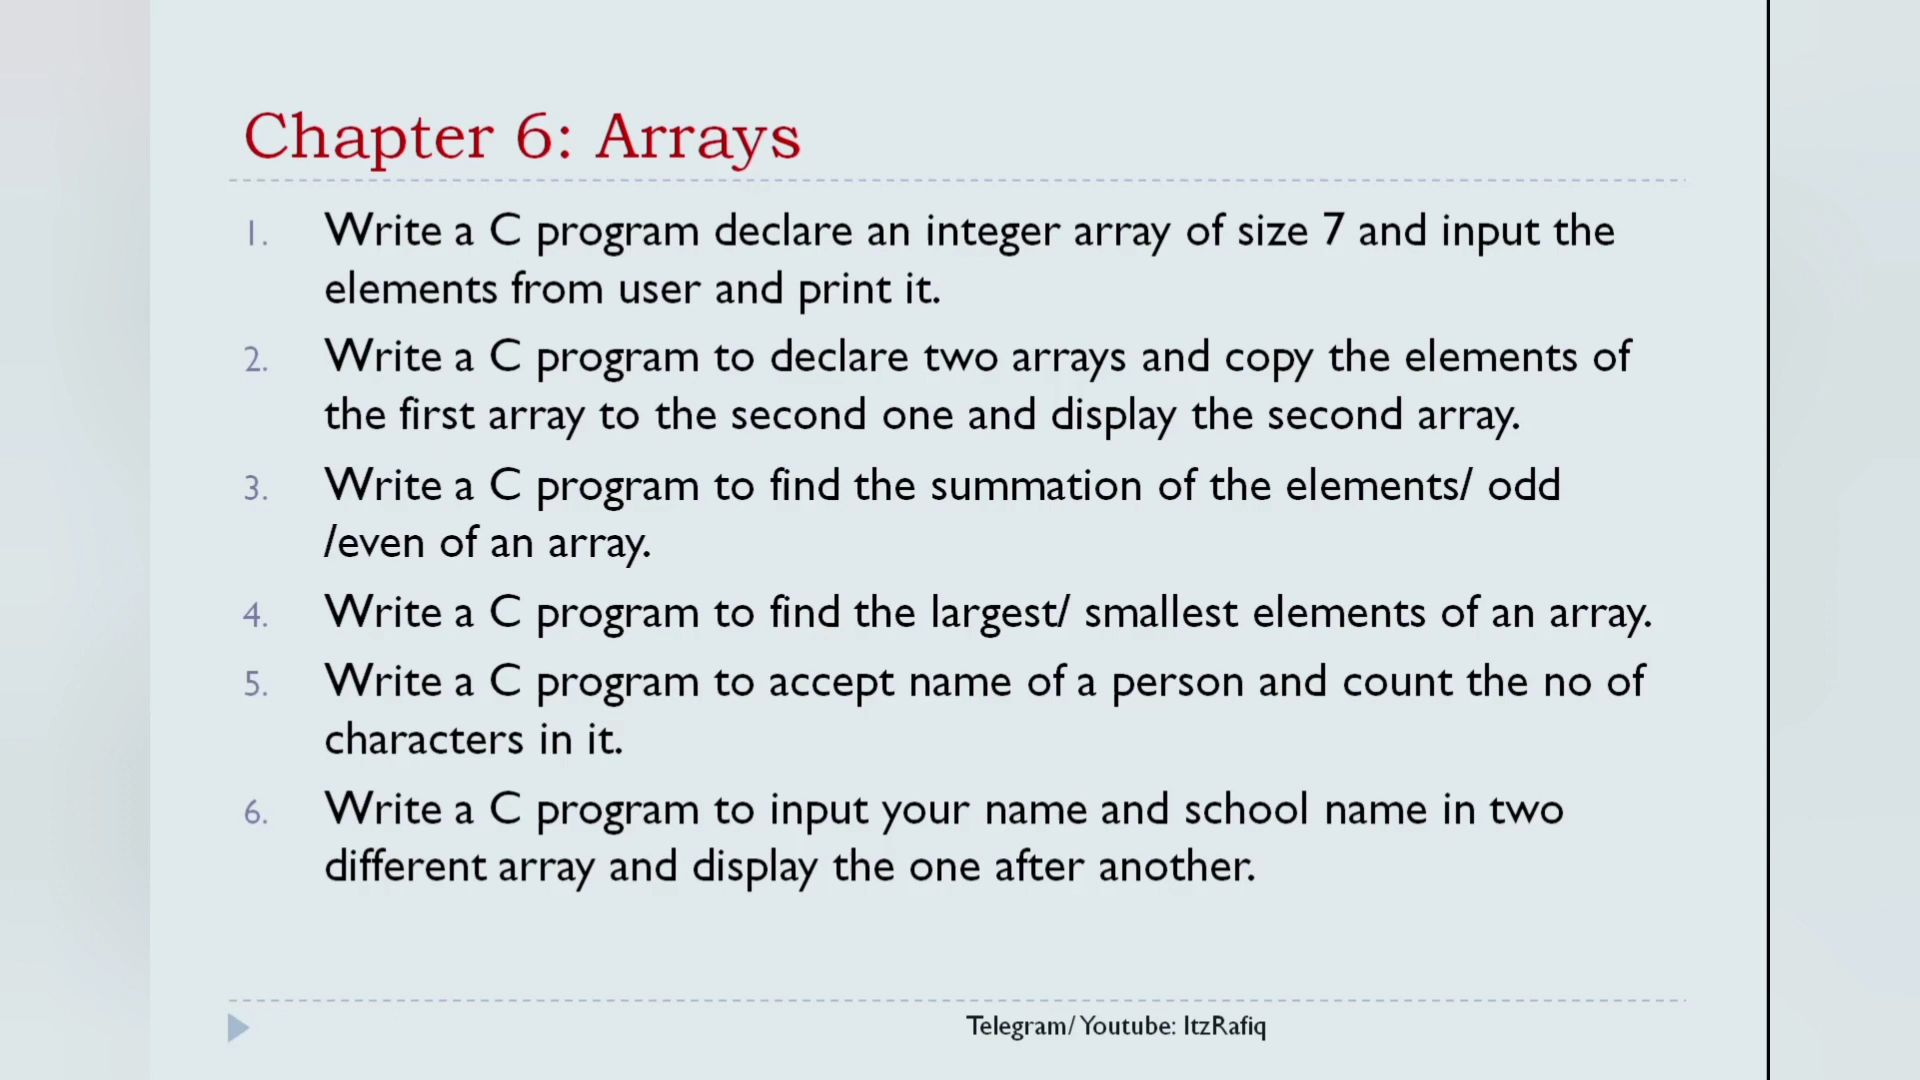 Chapter 6: Arrays
1. Write a C program declare an integer array of size 7 and input the
elements from user and print it.
2. Write a C program to declare two arrays and copy the elements of
the first array to the second one and display the second array.
3. Write a C program to find the summation of the elements/ odd
/even of an array.
4. Write a C program to find the largest/ smallest elements of an array.
5. Write a C program to accept name of a person and count the no of
characters in it.
6. Write a C program to input your name and school name in two
different array and display the one after another.
Telegram/ Youtube: ItzRafiq